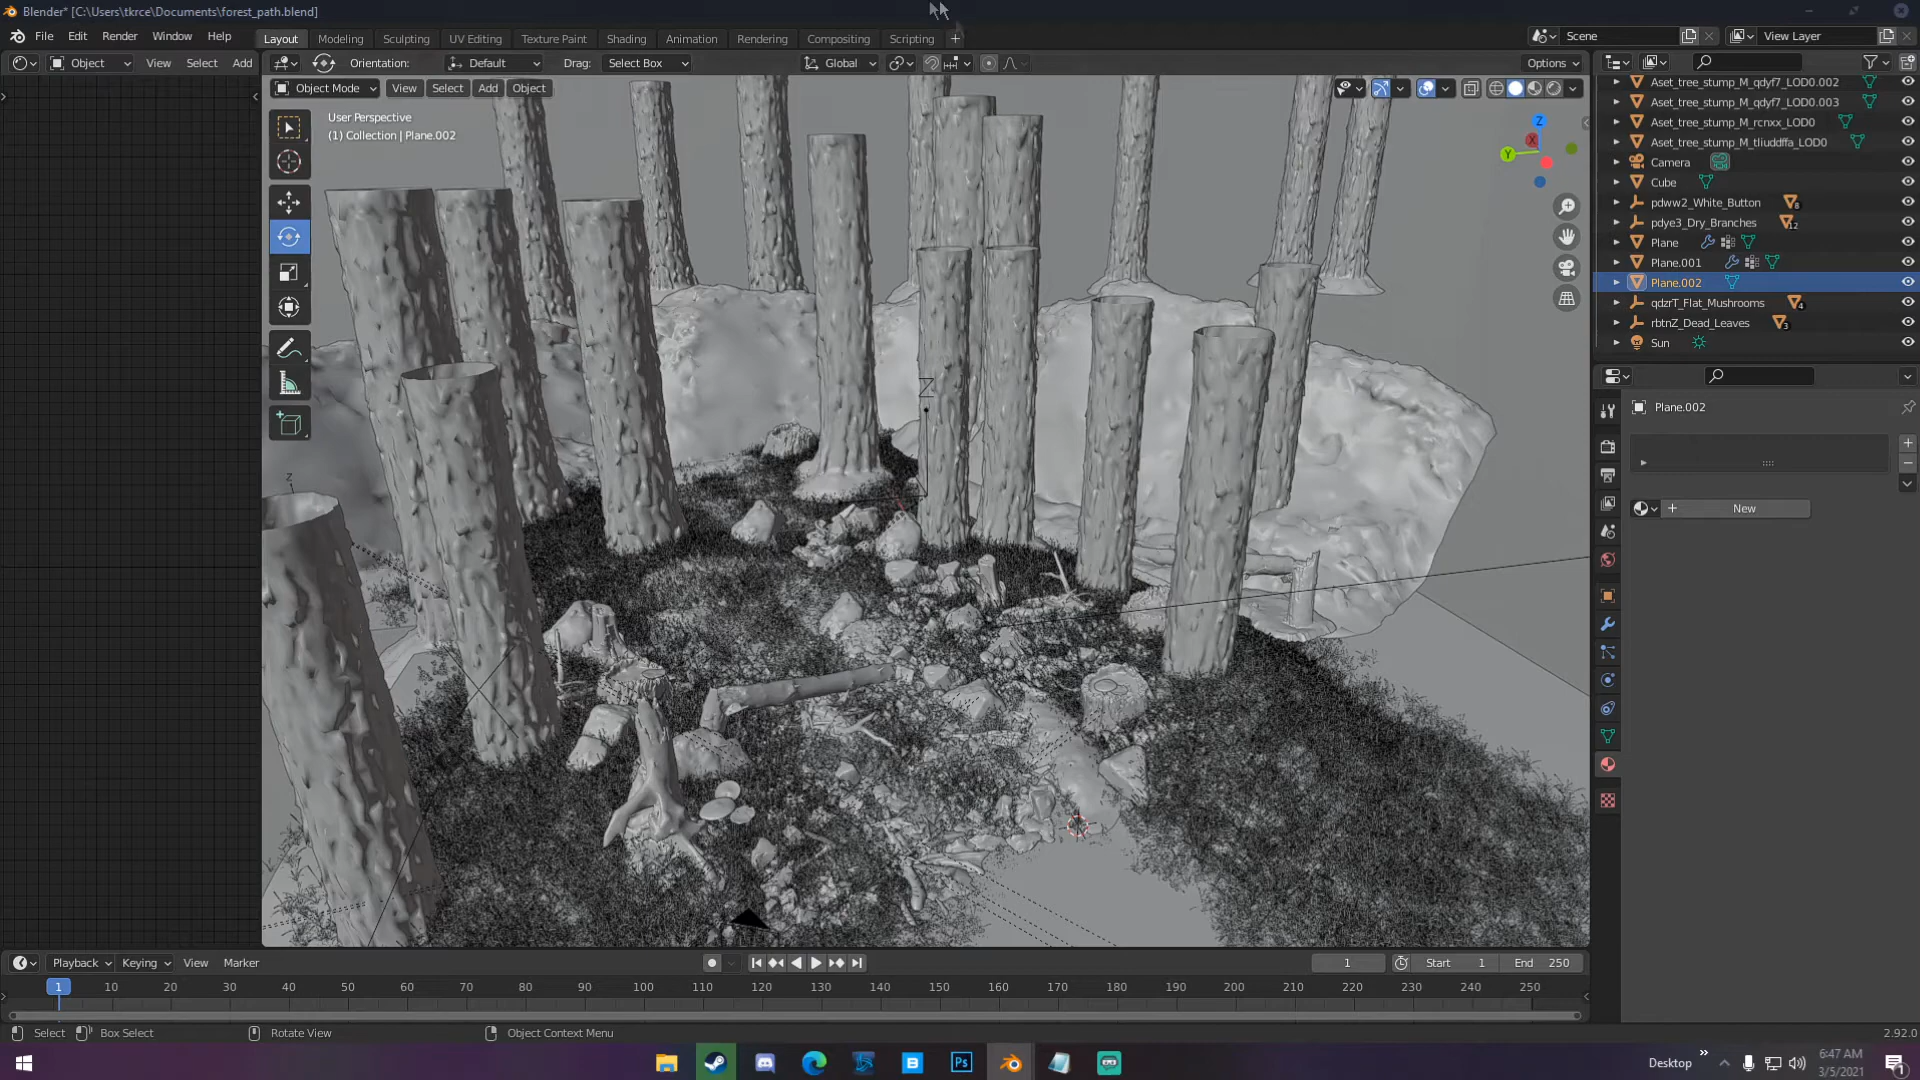 Blender* [C:\Users\tkrce\Documents\forest_path.blend]
File Edit Render Window Help
Layout Modeling Sculpting UV Editing Texture Paint Shading Animation Rendering Compositing Scripting +
Scene
View Layer
Object View Select Add
Orientation: Default Drag: Select Box
Global
Options
Object Mode View Select Add Object
User Perspective
(1) Collection | Plane.002
Z
X
Y
Z
Z
Aset_tree_stump_M_qdyf7_LOD0.002
Aset_tree_stump_M_qdyf7_LOD0.003
Aset_tree_stump_M_rcnxx_LOD0
Aset_tree_stump_M_tliuddffa_LOD0
Camera
Cube
pdww2_White_Button 8
pdye3_Dry_Branches 12
Plane
Plane.001
Plane.002
qdzrT_Flat_Mushrooms 4
rbtnZ_Dead_Leaves 3
Sun
Plane.002
New
Playback Keying View Marker
1 Start 1 End 250
1 10 20 30 40 50 60 70 80 90 100 110 120 130 140 150 160 170 180 190 200 210 220 230 240 250
Select Box Select Rotate View Object Context Menu
2.92.0
B Ps
Desktop
6:47 AM
3/5/2021
1